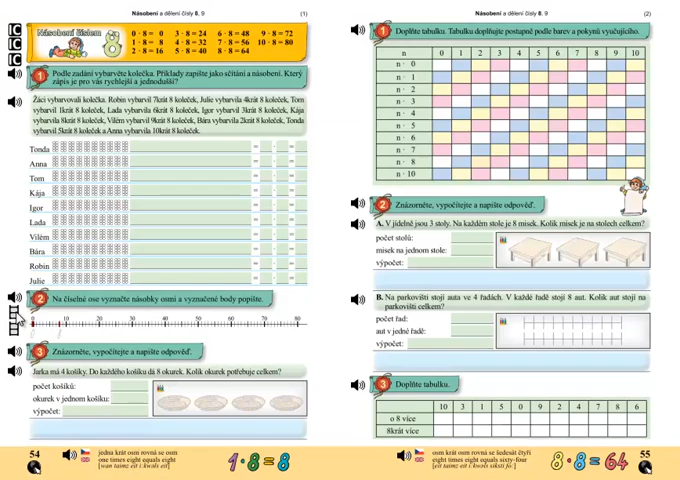 Násobení a dělení čísly 8, 9 (1)
Násobení číslem 8
0 · 8 = 0 3 · 8 = 24 6 · 8 = 48 9 · 8 = 72
1 · 8 = 8 4 · 8 = 32 7 · 8 = 56 10 · 8 = 80
2 · 8 = 16 5 · 8 = 40 8 · 8 = 64
1 Podle zadání vybarvěte kolečka. Příklady zapište jako sčítání a násobení. Který
zápis je pro vás rychlejší a jednodušší?
Žáci vybarvovali kolečka. Robin vybarvil 7krát 8 koleček, Julie vybarvila 4krát 8 koleček, Tom
vybarvil 1krát 8 koleček, Lada vybarvila 6krát 8 koleček, Igor vybarvil 3krát 8 koleček, Kája
vybarvila 8krát 8 koleček, Vilém vybarvil 9krát 8 koleček, Bára vybarvila 2krát 8 koleček, Tonda
vybarvil 5krát 8 koleček a Anna vybarvila 10krát 8 koleček.
Tonda = · =
Anna = · =
Tom = · =
Kája = · =
Igor = · =
Lada = · =
Vilém = · =
Bára = · =
Robin = · =
Julie = · =
2 Na číselné ose vyznačte násobky osmi a vyznačené body popište.
0 10 20 30 40 50 60 70 80
3 Znázorněte, vypočítejte a napište odpověď.
Jarka má 4 košíky. Do každého košíku dá 8 okurek. Kolik okurek potřebuje celkem?
počet košíků:
okurek v jednom košíku:
výpočet:
54
jedna krát osm rovná se osm
one times eight equals eight
[wan taimz eit i:kwəls eit]
1 · 8 = 8
Násobení a dělení čísly 8, 9 (2)
1 Doplňte tabulku. Tabulku doplňujte postupně podle barev a pokynů vyučujícího.
n 0 1 2 3 4 5 6 7 8 9 10
n · 0
n · 1
n · 2
n · 3
n · 4
n · 5
n · 6
n · 7
n · 8
n · 9
n · 10
2 Znázorněte, vypočítejte a napište odpověď.
A. V jídelně jsou 3 stoly. Na každém stole je 8 misek. Kolik misek je na stolech celkem?
počet stolů:
misek na jednom stole:
výpočet:
B. Na parkovišti stojí auta ve 4 řadách. V každé řadě stojí 8 aut. Kolik aut stojí na
parkovišti celkem?
počet řad:
aut v jedné řadě:
výpočet:
3 Doplňte tabulku.
10 3 1 5 0 9 2 4 7 8 6
o 8 více
8krát více
osm krát osm rovná se šedesát čtyři
eight times eight equals sixty-four
8 · 8 = 64
55